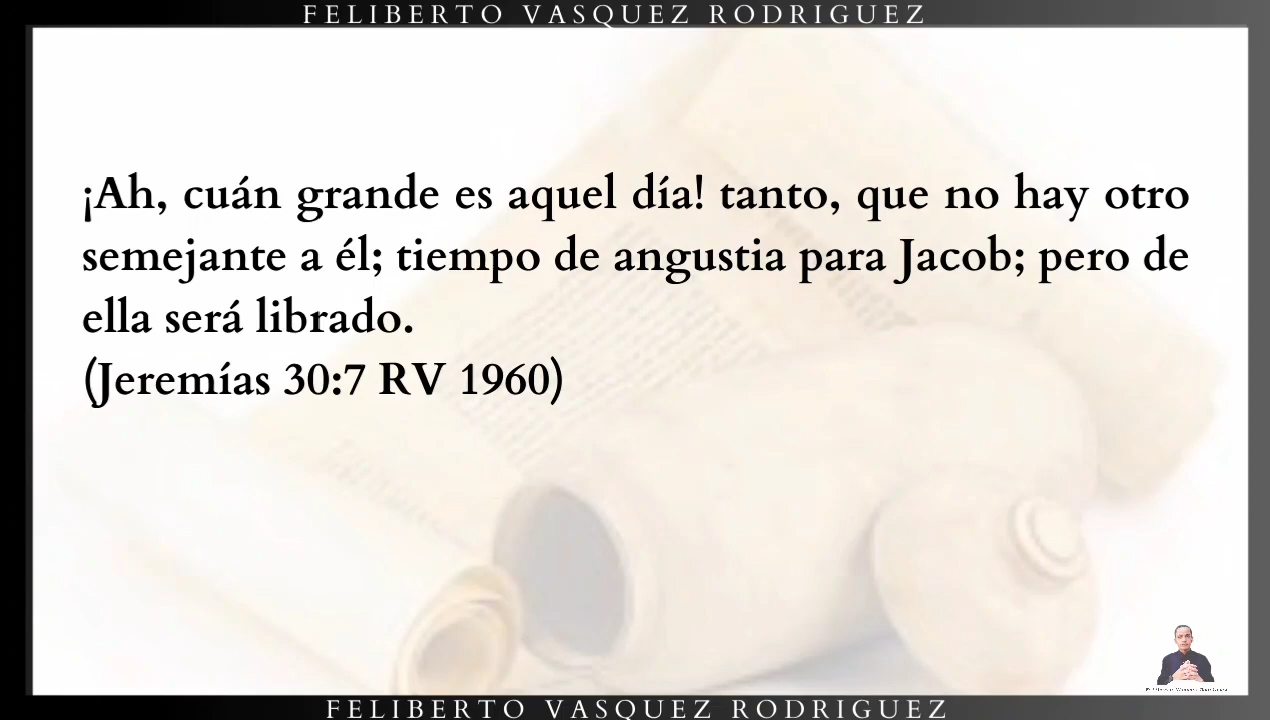 FELIBERTO VASQUEZ RODRIGUEZ
¡Ah, cuán grande es aquel día! tanto, que no hay otro
semejante a él; tiempo de angustia para Jacob; pero de
ella será librado.
(Jeremías 30:7 RV 1960)
FELIBERTO VASQUEZ RODRIGUEZ